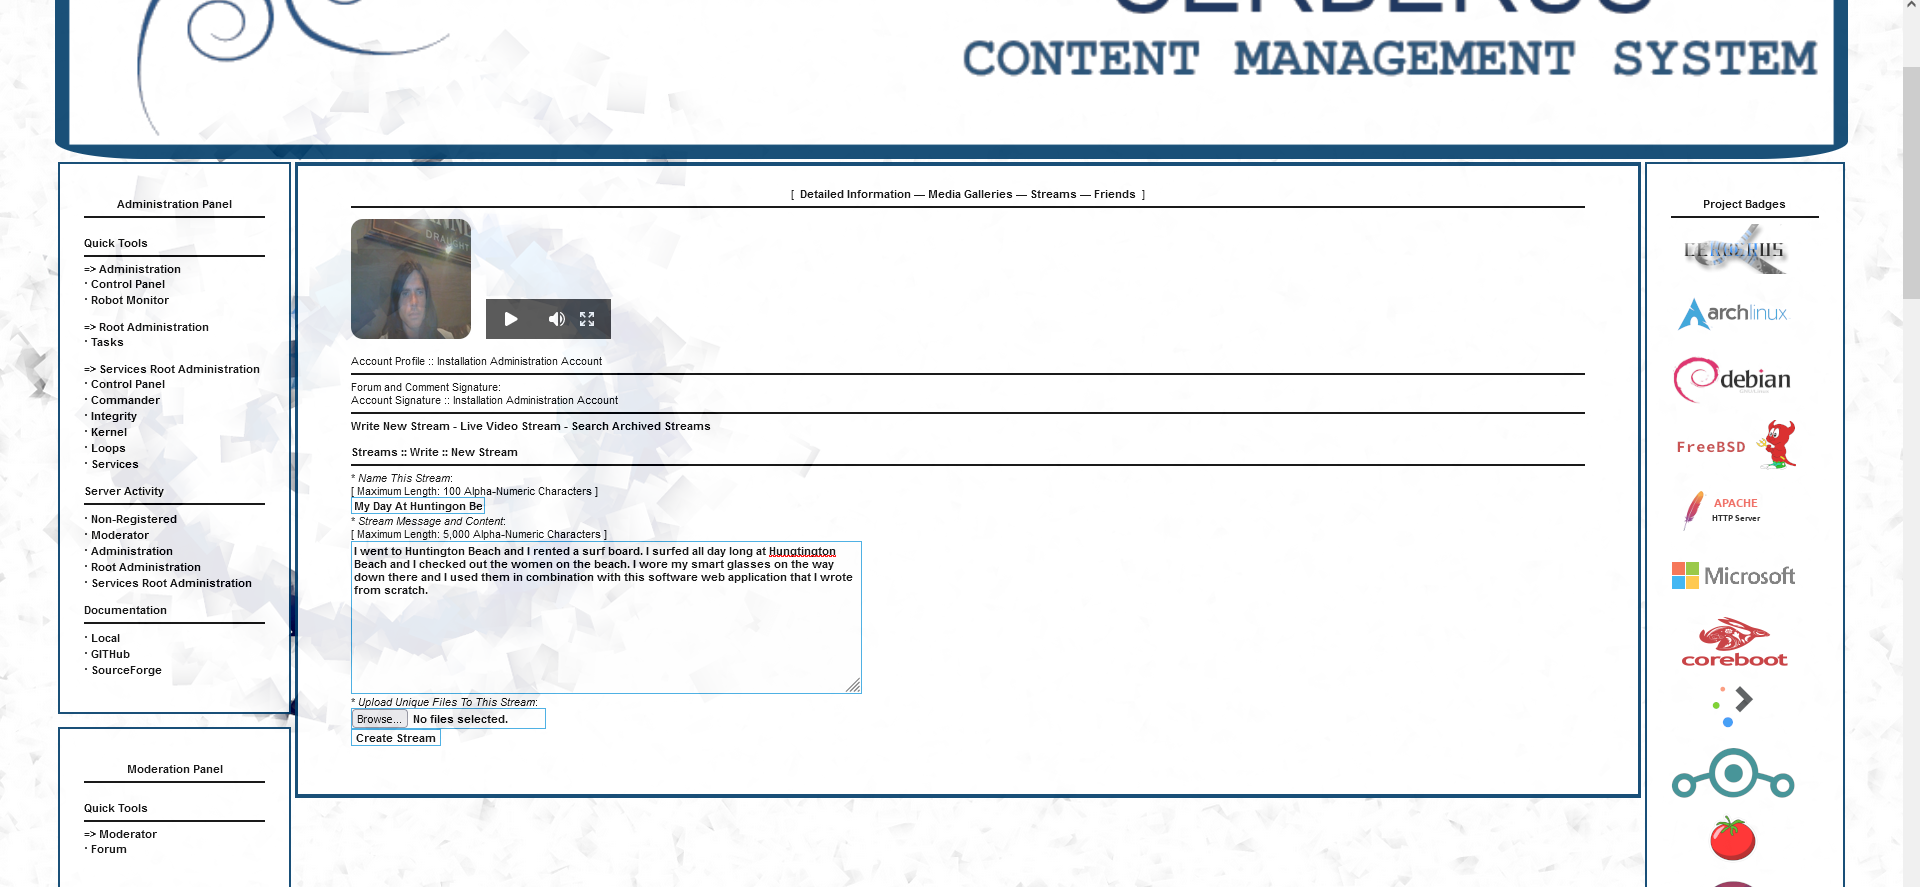 CERBERUS
CONTENT MANAGEMENT SYSTEM
Administration Panel
Quick Tools
=> Administration
· Control Panel
· Robot Monitor
=> Root Administration
· Tasks
=> Services Root Administration
· Control Panel
· Commander
· Integrity
· Kernel
· Loops
· Services
Server Activity
· Non-Registered
· Moderator
· Administration
· Root Administration
· Services Root Administration
Documentation
· Local
· GITHub
· SourceForge
Moderation Panel
Quick Tools
=> Moderator
· Forum
[ Detailed Information — Media Galleries — Streams — Friends ]
DRAUGHT
Account Profile :: Installation Administration Account
Forum and Comment Signature:
Account Signature :: Installation Administration Account
Write New Stream - Live Video Stream - Search Archived Streams
Streams :: Write :: New Stream
* Name This Stream:
[ Maximum Length: 100 Alpha-Numeric Characters ]
My Day At Huntingon Be
* Stream Message and Content:
[ Maximum Length: 5,000 Alpha-Numeric Characters ]
I went to Huntington Beach and I rented a surf board. I surfed all day long at Hungtington
Beach and I checked out the women on the beach. I wore my smart glasses on the way
down there and I used them in combination with this software web application that I wrote
from scratch.
* Upload Unique Files To This Stream:
Browse... No files selected.
Create Stream
Project Badges
CERBERUS
archlinux
debian
FreeBSD
APACHE
HTTP Server
Microsoft
coreboot